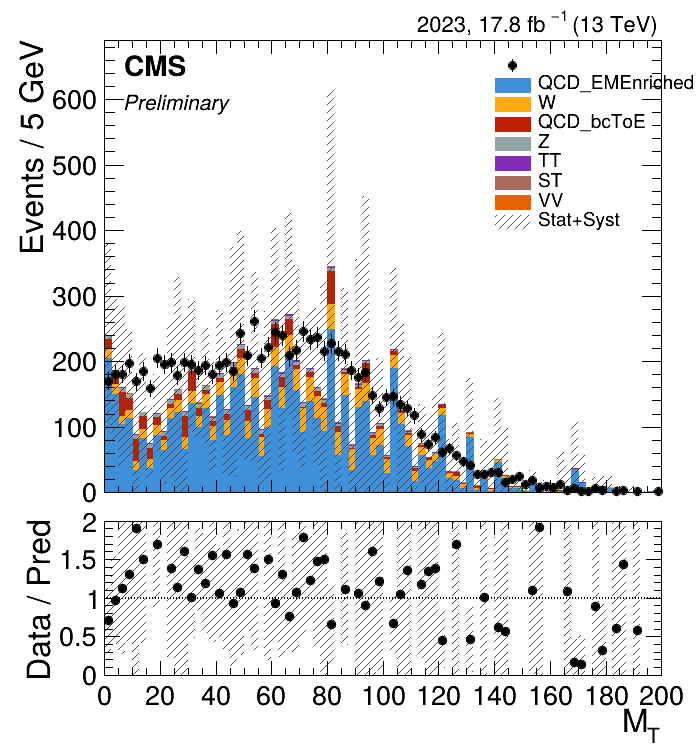 2023, 17.8 fb⁻¹ (13 TeV)
Events / 5 GeV
CMS
Preliminary
QCD_EMEnriched
W
QCD_bcToE
Z
TT
ST
VV
Stat+Syst
600
500
400
300
200
100
0
Data / Pred
2
1.5
1
0.5
0
0 20 40 60 80 100 120 140 160 180 200
M_T